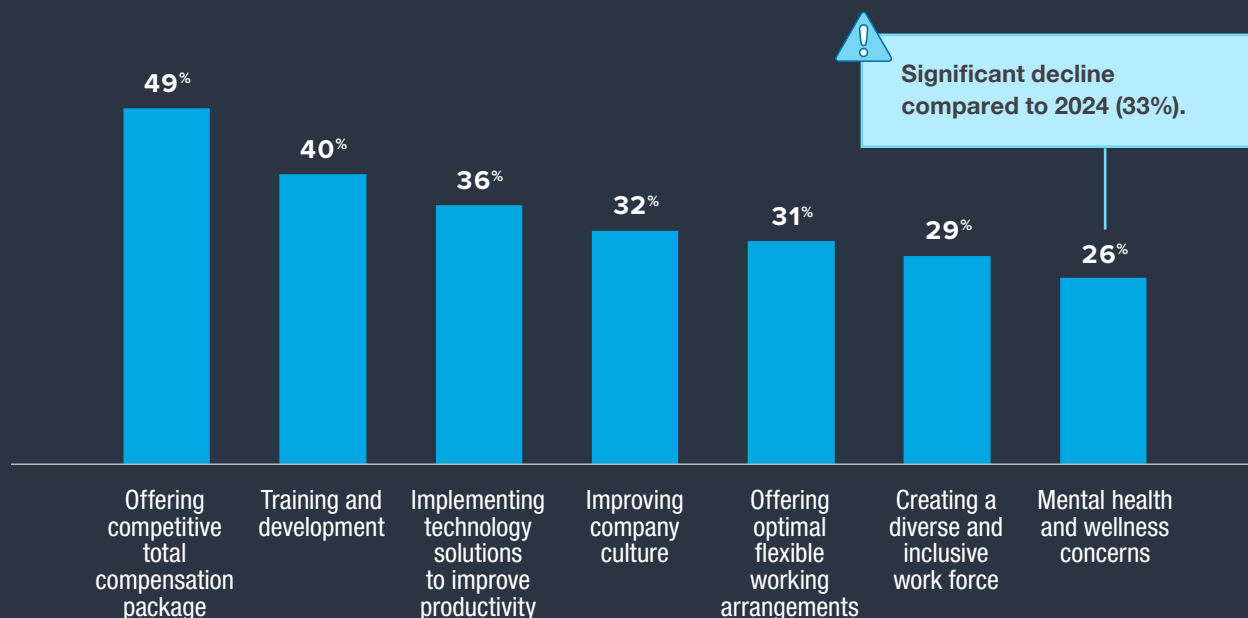 Significant decline
compared to 2024 (33%).
49%
40%
36%
32%
31%
29%
26%
Offering
competitive
total
compensation
package
Training and
development
Implementing
technology
solutions
to improve
productivity
Improving
company
culture
Offering
optimal
flexible
working
arrangements
Creating a
diverse and
inclusive
work force
Mental health
and wellness
concerns